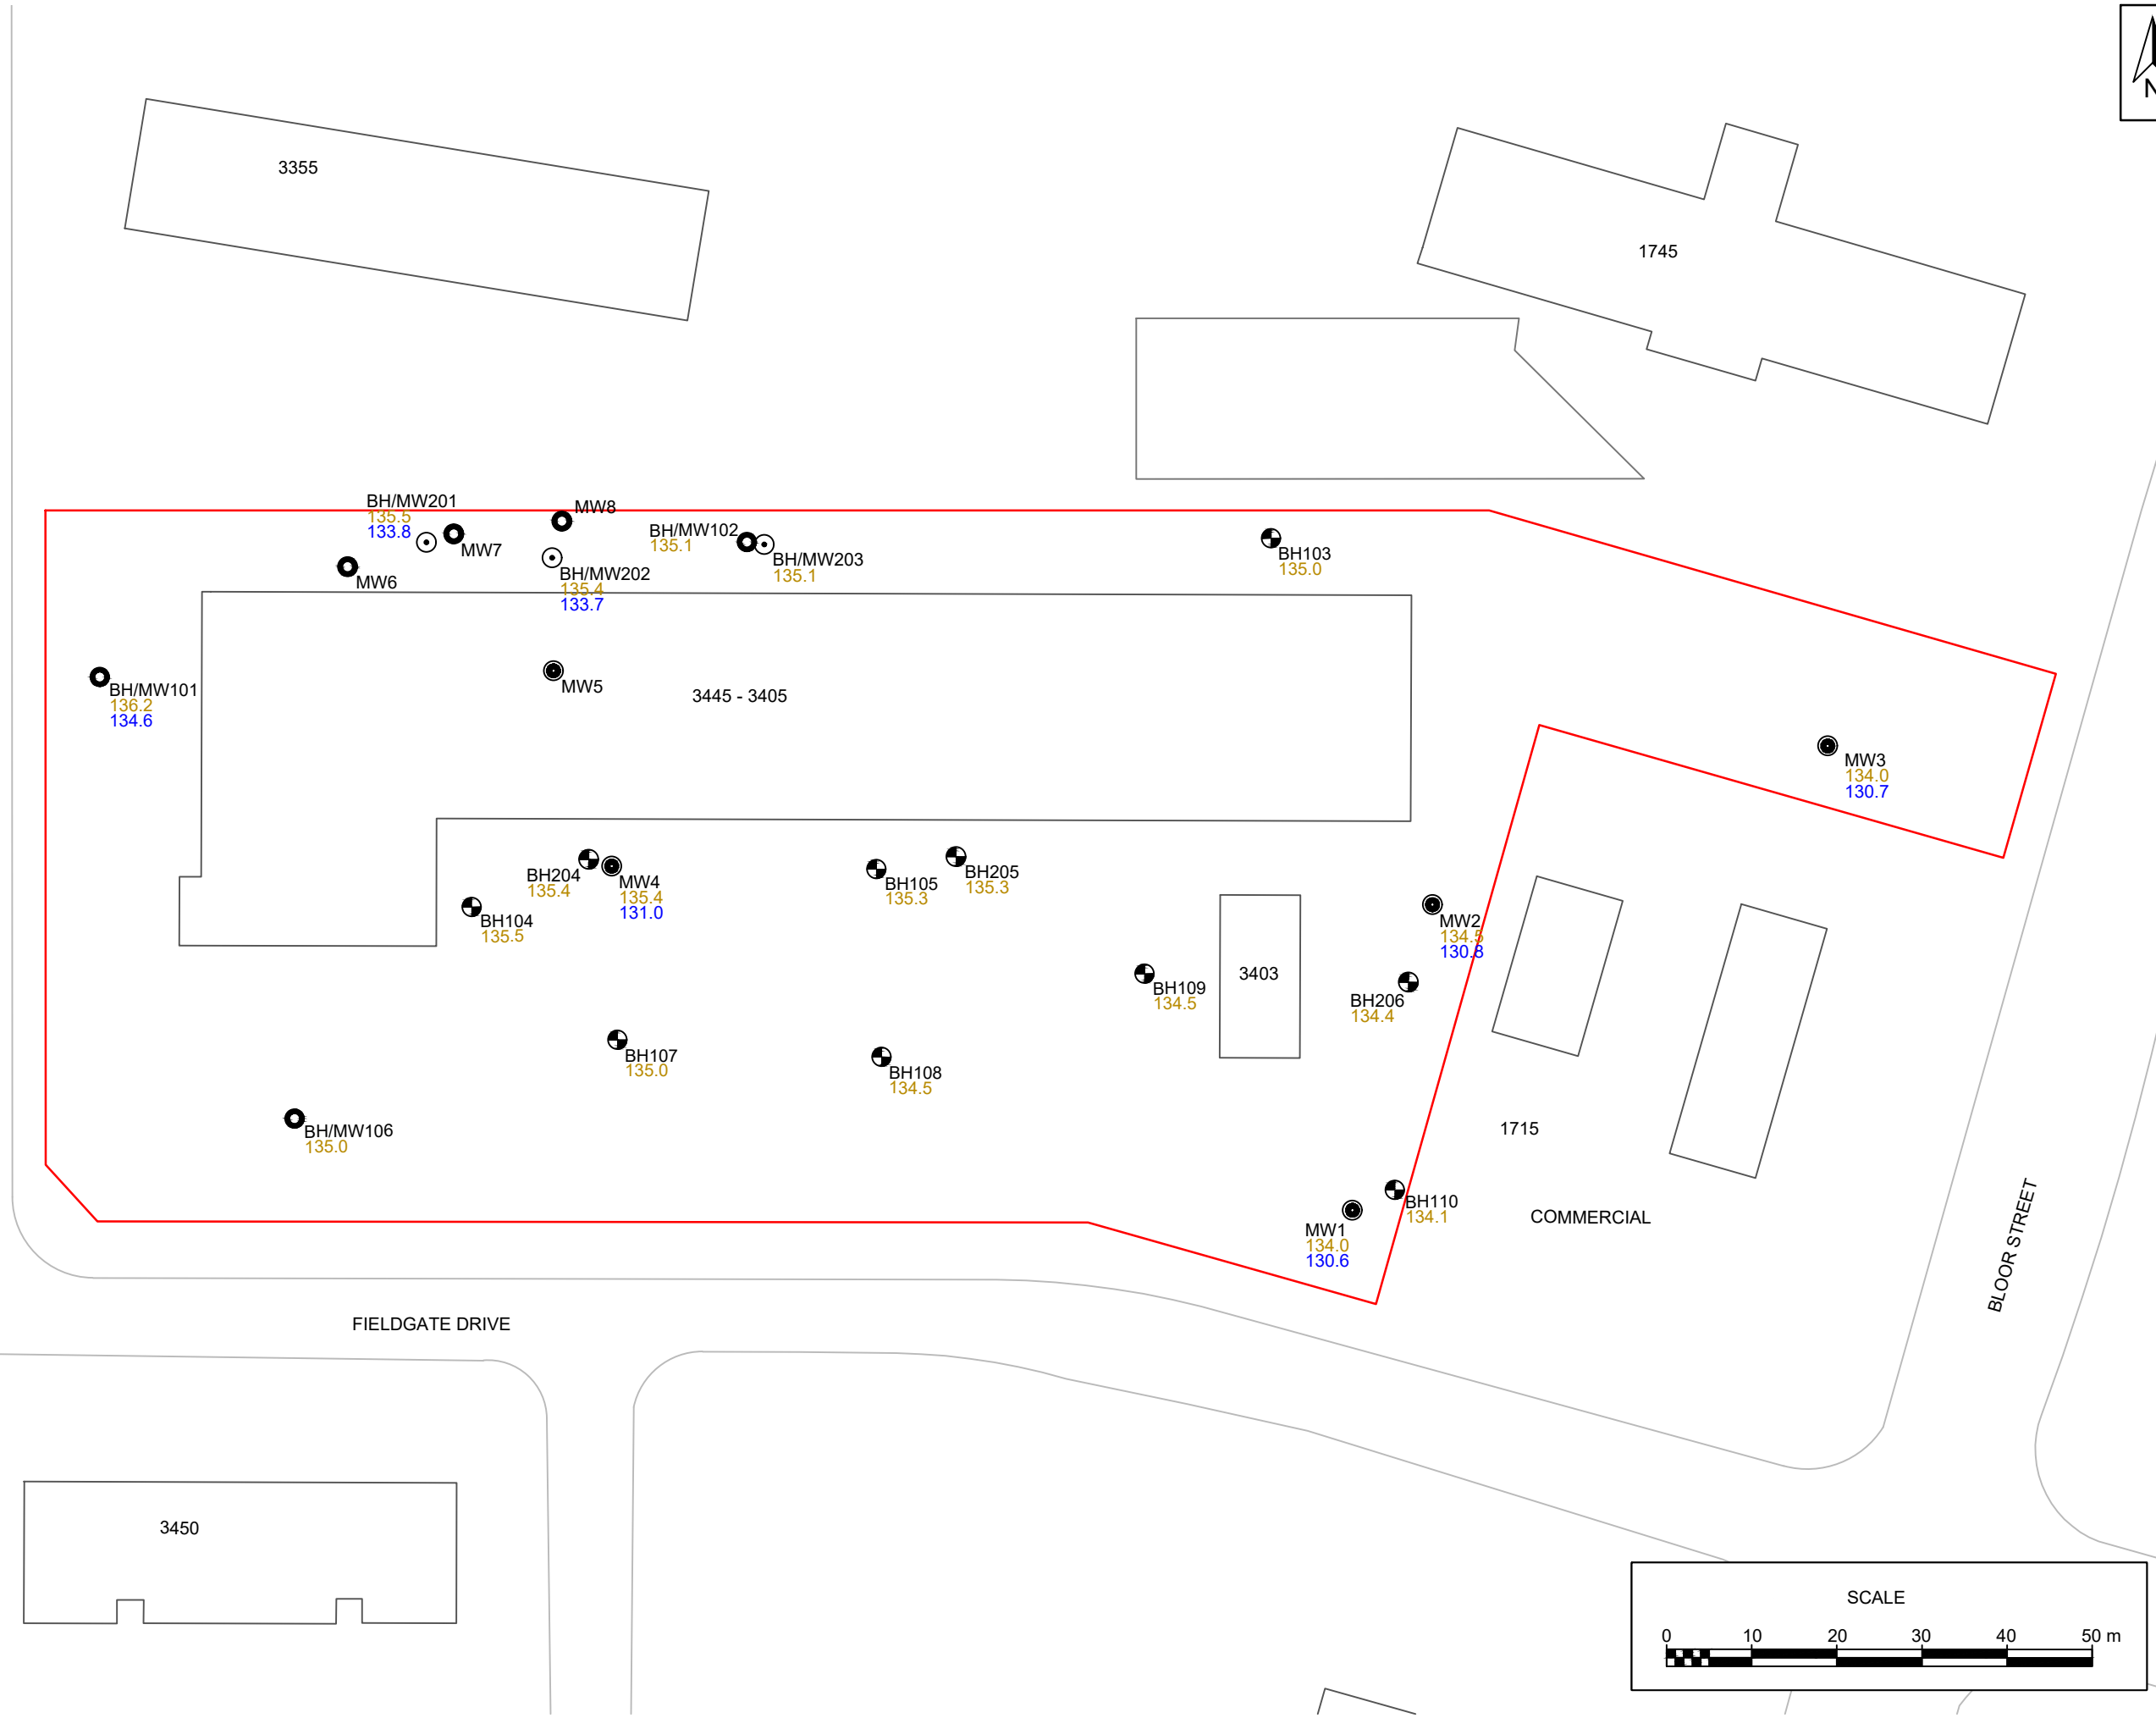 N
3355
1745
BH/MW201
135.5
133.8
MW7
MW8
MW6
BH/MW202
135.4
133.7
BH/MW102
135.1
BH/MW203
135.1
BH103
135.0
BH/MW101
136.2
134.6
MW5
3445 - 3405
MW3
134.0
130.7
BH204
135.4
MW4
135.4
131.0
BH104
135.5
BH105
135.3
BH205
135.3
MW2
134.5
130.8
BH109
134.5
3403
BH206
134.4
BH107
135.0
BH108
134.5
BH/MW106
135.0
1715
BH110
134.1
MW1
134.0
130.6
COMMERCIAL
BLOOR STREET
FIELDGATE DRIVE
3450
SCALE
0 10 20 30 40 50 m